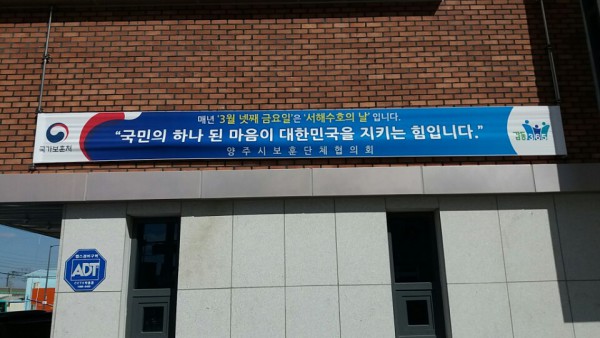 매년 '3월 넷째 금요일'은 '서해수호의 날'입니다.
국가보훈처
"국민의 하나 된 마음이 대한민국을 지키는 힘입니다."
양주시보훈단체협의회
ADT